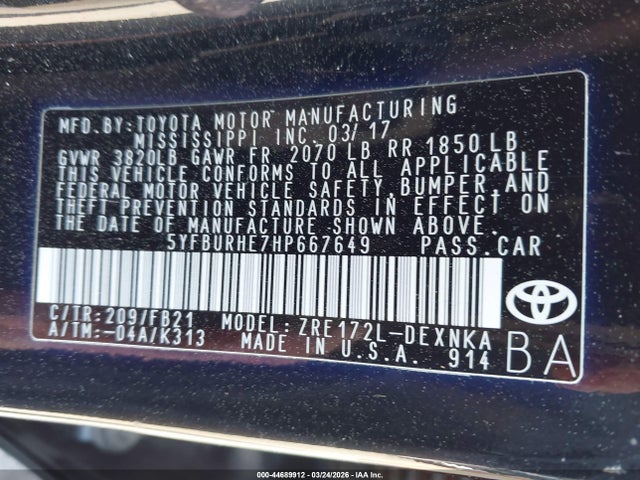 MFD.BY:TOYOTA MOTOR MANUFACTURING
MISSISSIPPI INC. 03/17
GVWR 3820LB GAWR FR 2070 LB RR 1850 LB
THIS VEHICLE CONFORMS TO ALL APPLICABLE
FEDERAL MOTOR VEHICLE SAFETY, BUMPER, AND
THEFT PREVENTION STANDARDS IN EFFECT ON
THE DATE OF MANUFACTURE SHOWN ABOVE.
5YFBURHE7HP667649 PASS.CAR
C/TR:209/FB21 MODEL: ZRE172L-DEXNKA
A/TM:-04A/K313 MADE IN U.S.A. 914
TOYOTA
BA
000-44689912 - 03/24/2026 - IAAI, Inc.